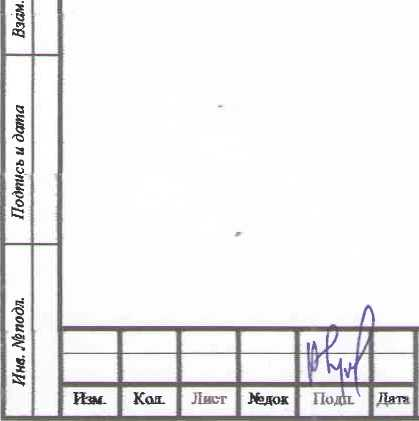 Взам.
Подпись и дата
Инв. №подл.
Изм. Кол. Лист №док Подп. Дата